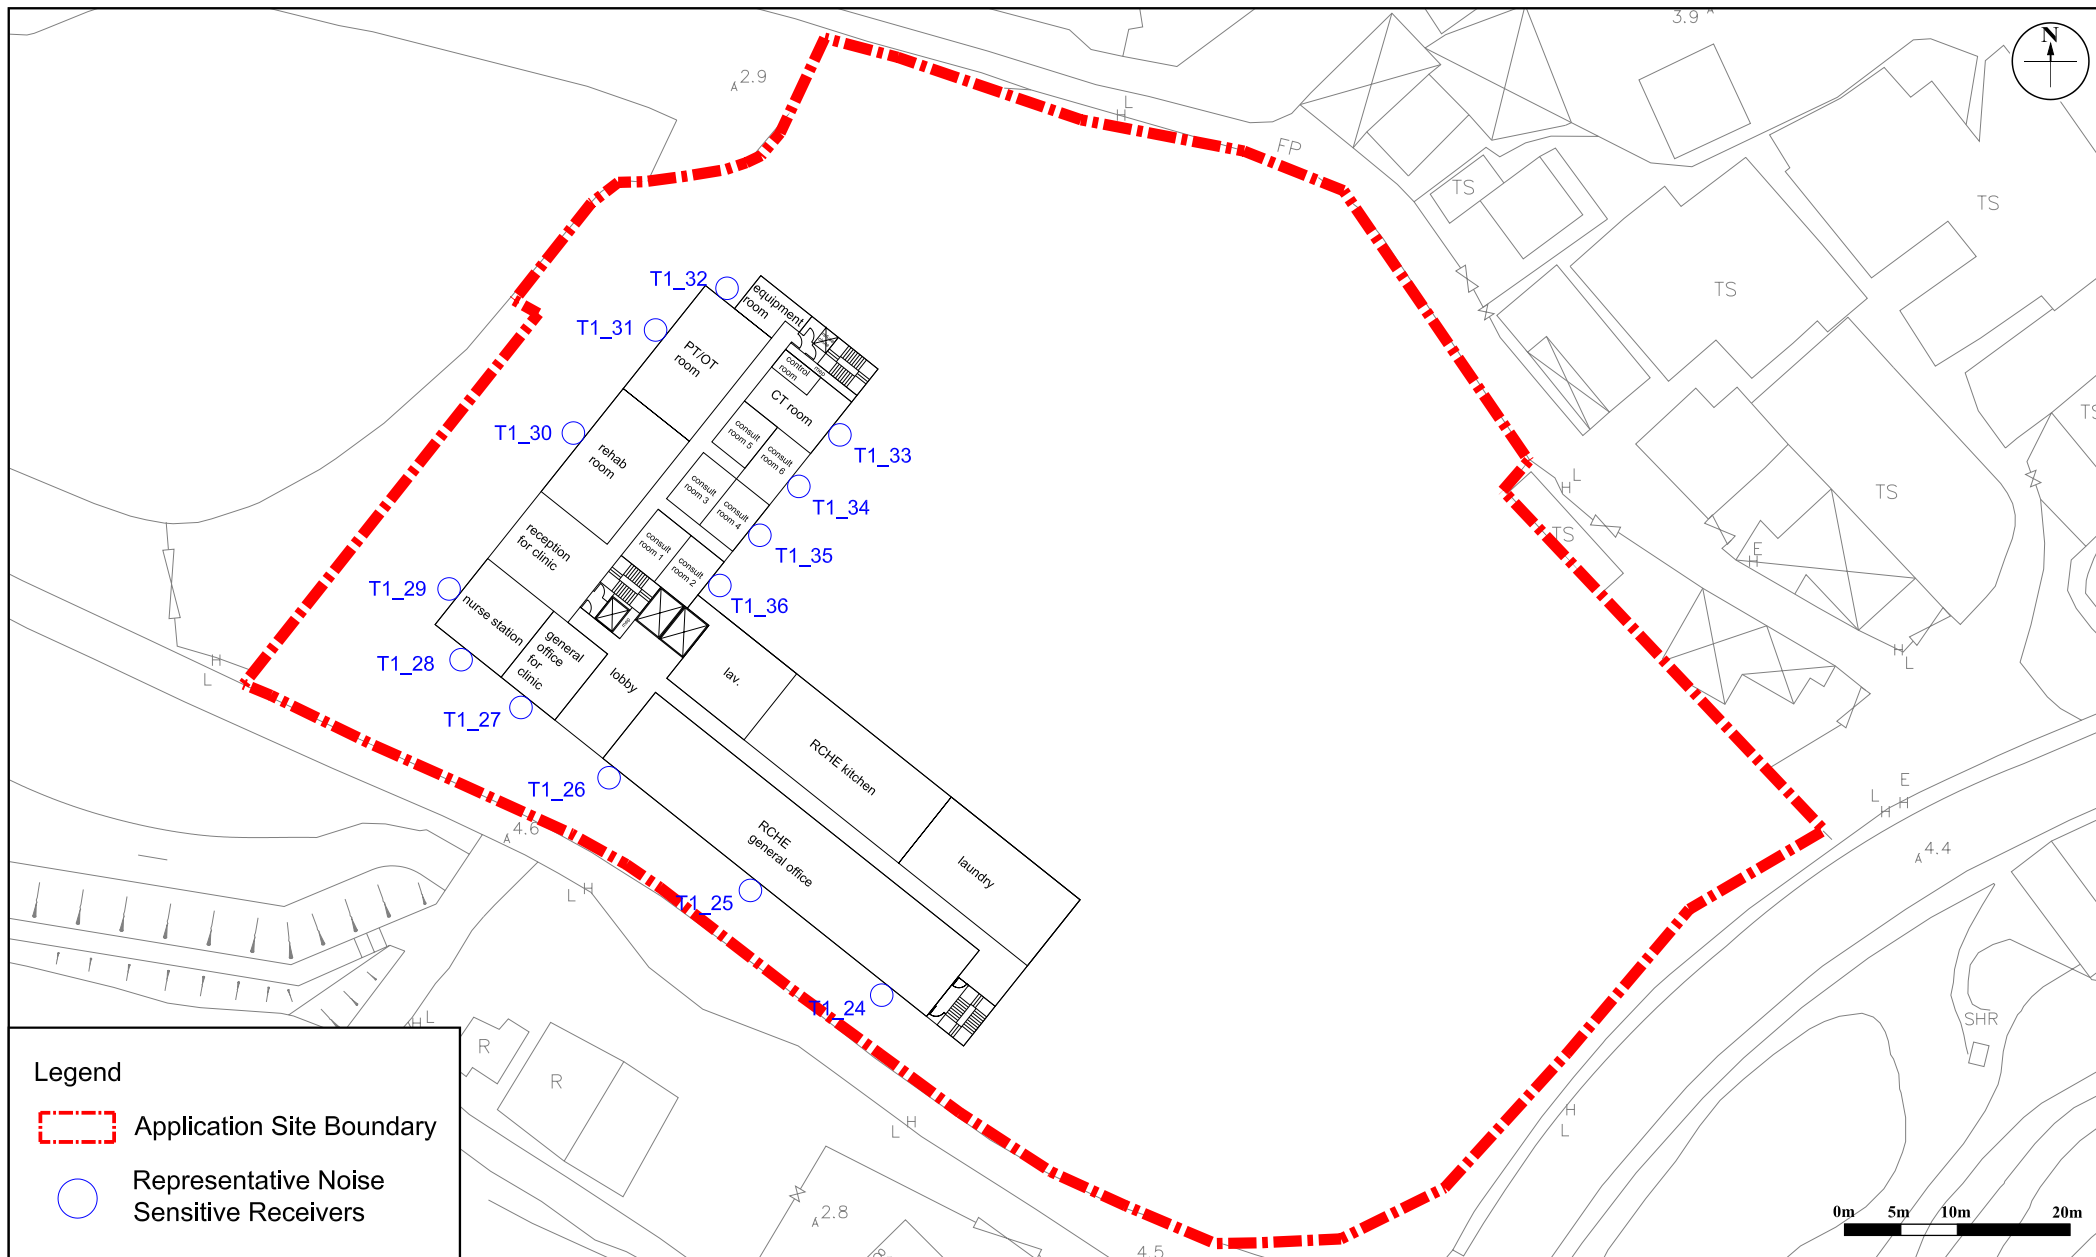 3.9
N
2.9
L
H
FP
TS
TS
TS
T1_32
equipment
room
T1_31
PT/OT
room
control
room
CT room
T1_30
T1_33
rehab
room
consult
room 5
consult
room 6
consult
room 3
consult
room 4
T1_34
L
H
TS
TS
reception
for clinic
consult
room 1
consult
room 2
T1_35
E
H
T1_29
nurse station
T1_36
general
office
for
clinic
H
L
T1_28
lobby
lav.
H
L
T1_27
RCHE kitchen
T1_26
E
L
H
H
4.6
RCHE
general office
laundry
4.4
L
H
T1_25
T1_24
SHR
H
L
R
R
H
L
H
L
2.8
4.5
Legend
Application Site Boundary
Representative Noise
Sensitive Receivers
0m 5m 10m 20m